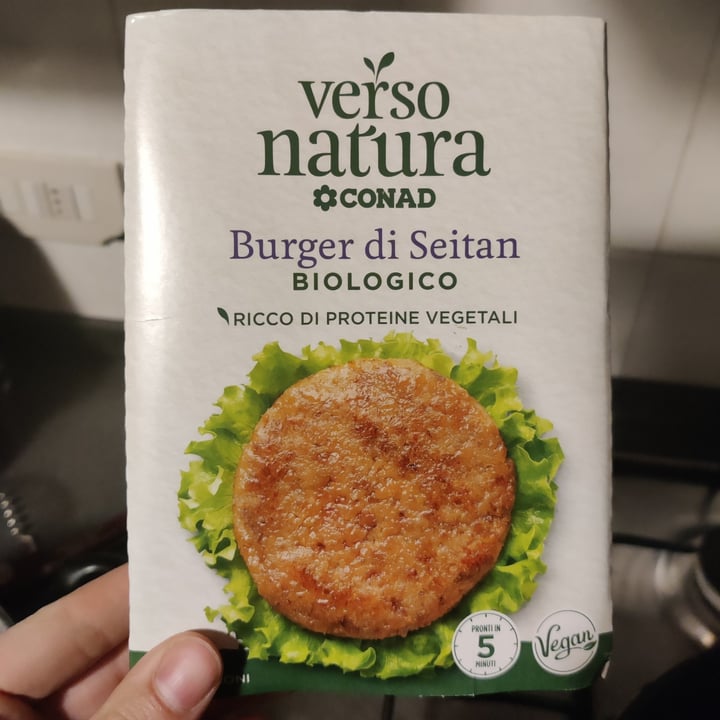 verso
natura
CONAD
Burger di Seitan
BIOLOGICO
RICCO DI PROTEINE VEGETALI
PRONTI IN
5
MINUTI
Vegan